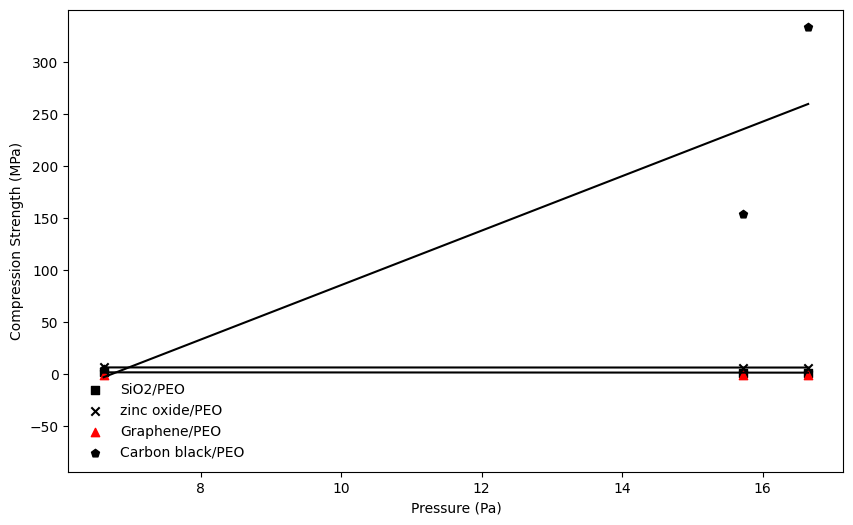 300
250
200
150
100
50
0
−50
Compression Strength (MPa)
SiO2/PEO
zinc oxide/PEO
Graphene/PEO
Carbon black/PEO
8 10 12 14 16
Pressure (Pa)